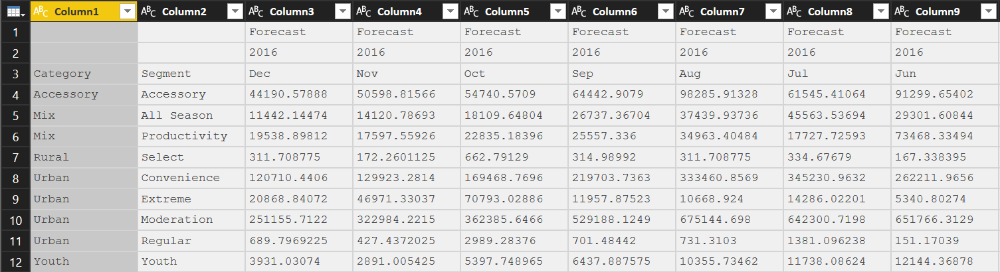 ABC Column1 ABC Column2 ABC Column3 ABC Column4 ABC Column5 ABC Column6 ABC Column7 ABC Column8 ABC Column9
1 Forecast Forecast Forecast Forecast Forecast Forecast Forecast
2 2016 2016 2016 2016 2016 2016 2016
3 Category Segment Dec Nov Oct Sep Aug Jul Jun
4 Accessory Accessory 44190.57888 50598.81566 54740.5709 64442.9079 98285.91328 61545.41064 91299.65402
5 Mix All Season 11442.14474 14120.78693 18109.64804 26737.36704 37439.93736 45563.53694 29301.60844
6 Mix Productivity 19538.89812 17597.55926 22835.18396 25557.336 34963.40484 17727.72593 73468.33494
7 Rural Select 311.708775 172.2601125 662.79129 314.98992 311.708775 334.67679 167.338395
8 Urban Convenience 120710.4406 129923.2814 169468.7696 219703.7363 333460.8569 345230.9632 262211.9656
9 Urban Extreme 20868.84072 46971.33037 70793.02886 11957.87523 10668.924 14286.02201 5340.80274
10 Urban Moderation 251155.7122 322984.2215 362385.6466 529188.1249 675144.698 642300.7198 651766.3129
11 Urban Regular 689.7969225 427.4372025 2989.28376 701.48442 731.3103 1381.096238 151.17039
12 Youth Youth 3931.03074 2891.005425 5397.748965 6437.887575 10355.73462 11738.08624 12144.36878